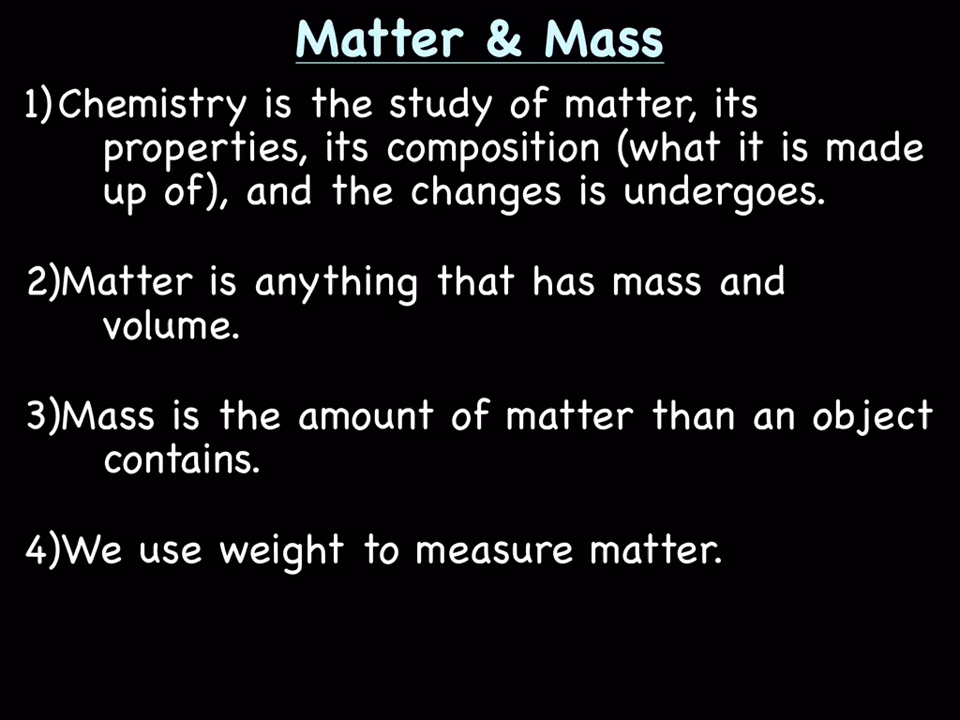 Matter & Mass
1)Chemistry is the study of matter, its
properties, its composition (what it is made
up of), and the changes is undergoes.
2)Matter is anything that has mass and
volume.
3)Mass is the amount of matter than an object
contains.
4)We use weight to measure matter.